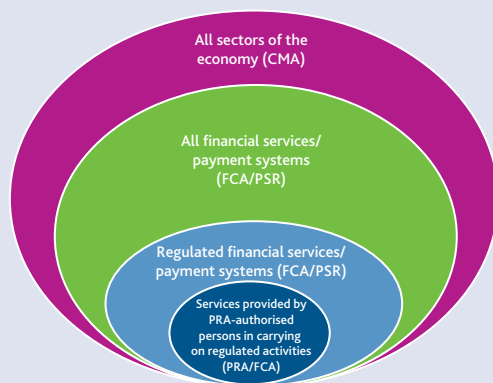 All sectors of the
economy (CMA)
All financial services/
payment systems
(FCA/PSR)
Regulated financial services/
payment systems (FCA/PSR)
Services provided by
PRA-authorised
persons in carrying
on regulated activities
(PRA/FCA)